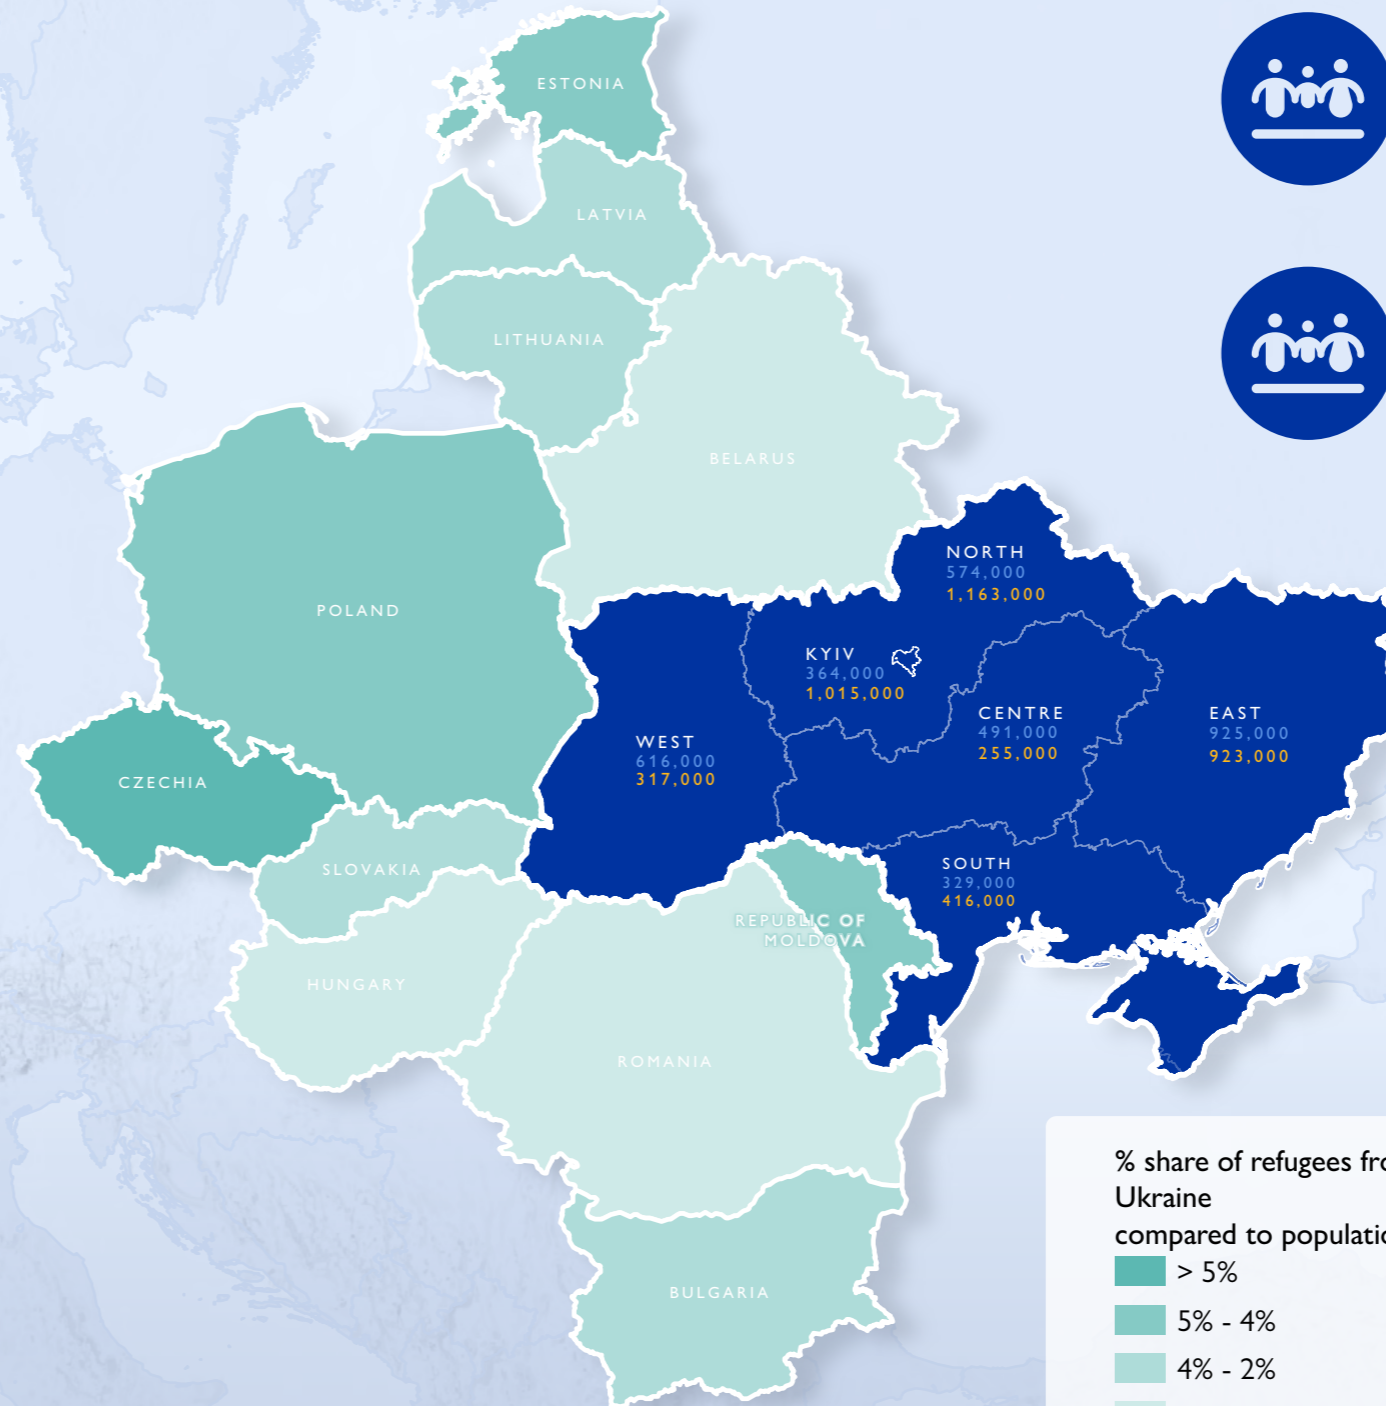 ESTONIA
LATVIA
LITHUANIA
BELARUS
NORTH
574,000
1,163,000
POLAND
KYIV
364,000
1,015,000
CENTRE
491,000
255,000
EAST
925,000
923,000
WEST
616,000
317,000
CZECHIA
SLOVAKIA
SOUTH
329,000
416,000
REPUBLIC OF
MOLDOVA
HUNGARY
ROMANIA
BULGARIA
% share of refugees
Ukraine
compared to
> 5%
5% - 4%
4% - 2%